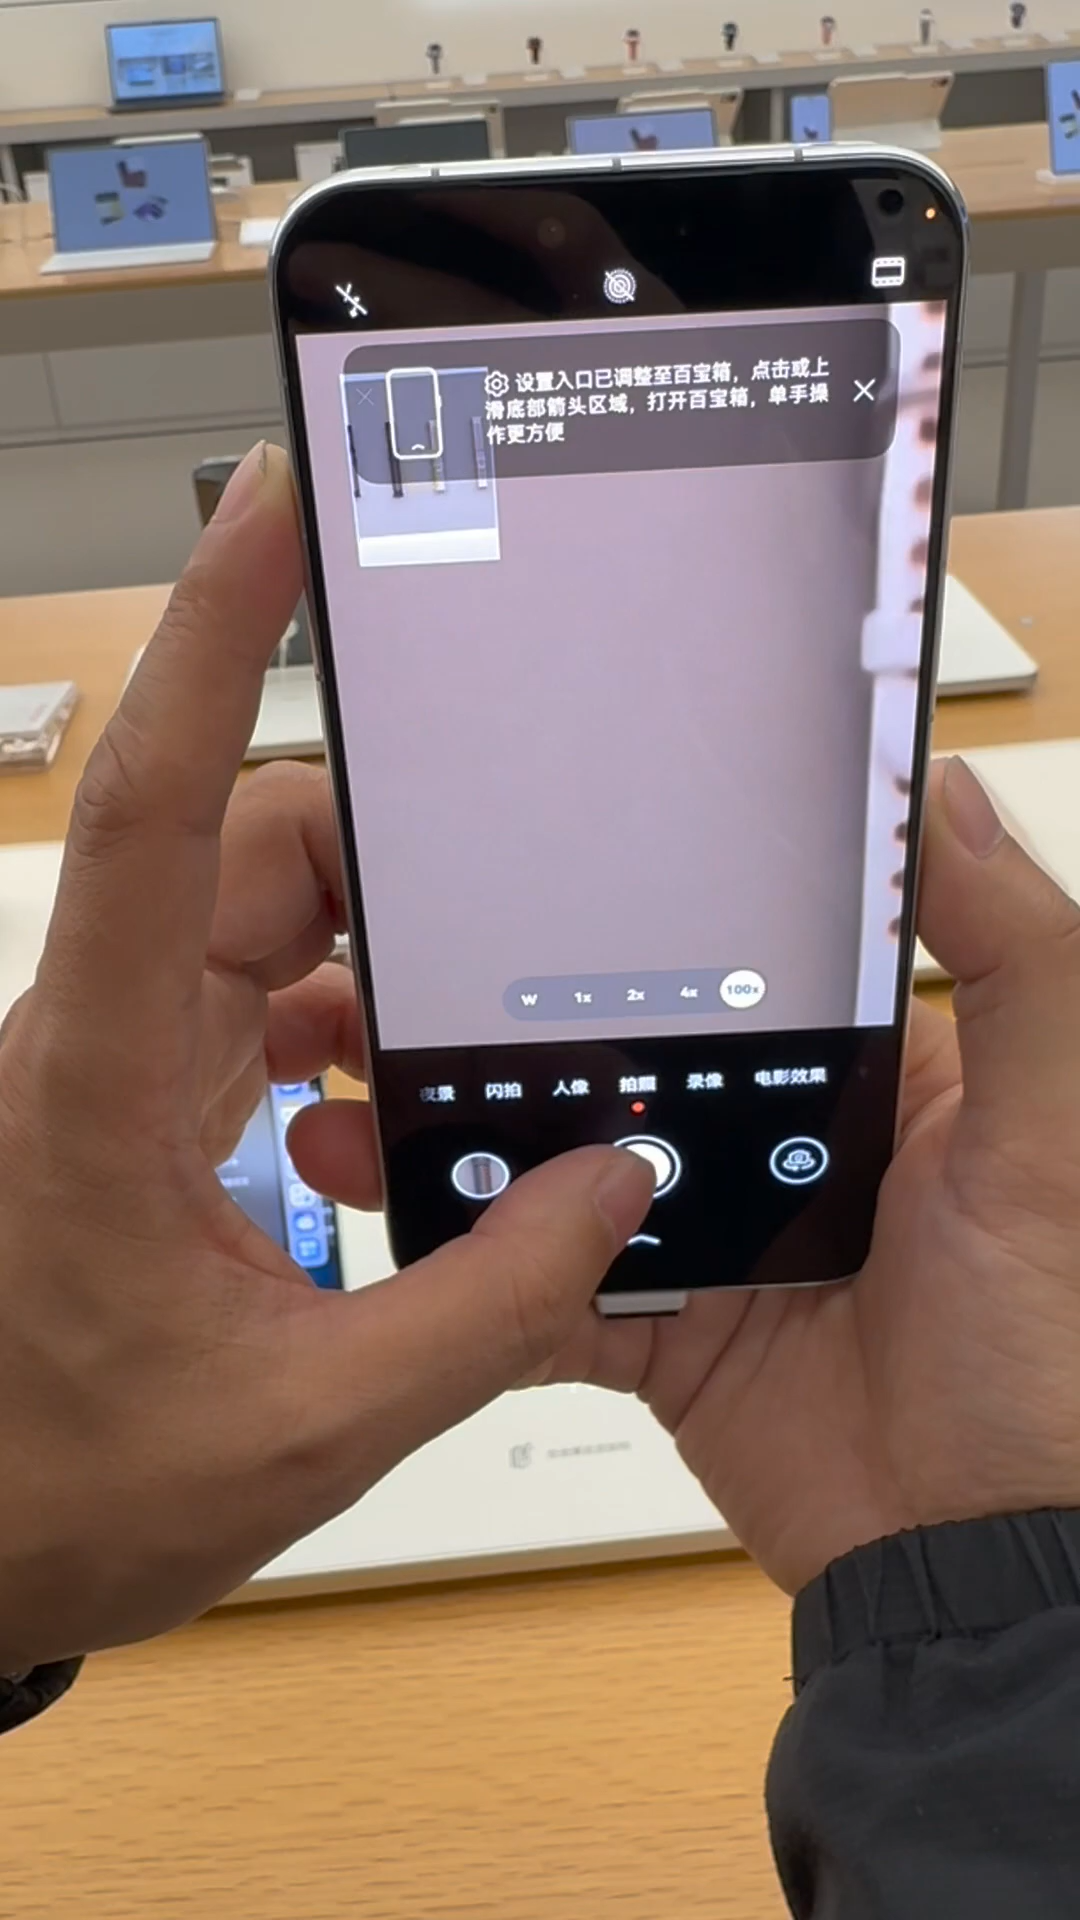 设置入口已调整至百宝箱，点击或上
滑底部箭头区域，打开百宝箱，单手操
作更方便
W 1x 2x 4x 100x
夜景 闪拍 人像 拍照 录像 电影效果